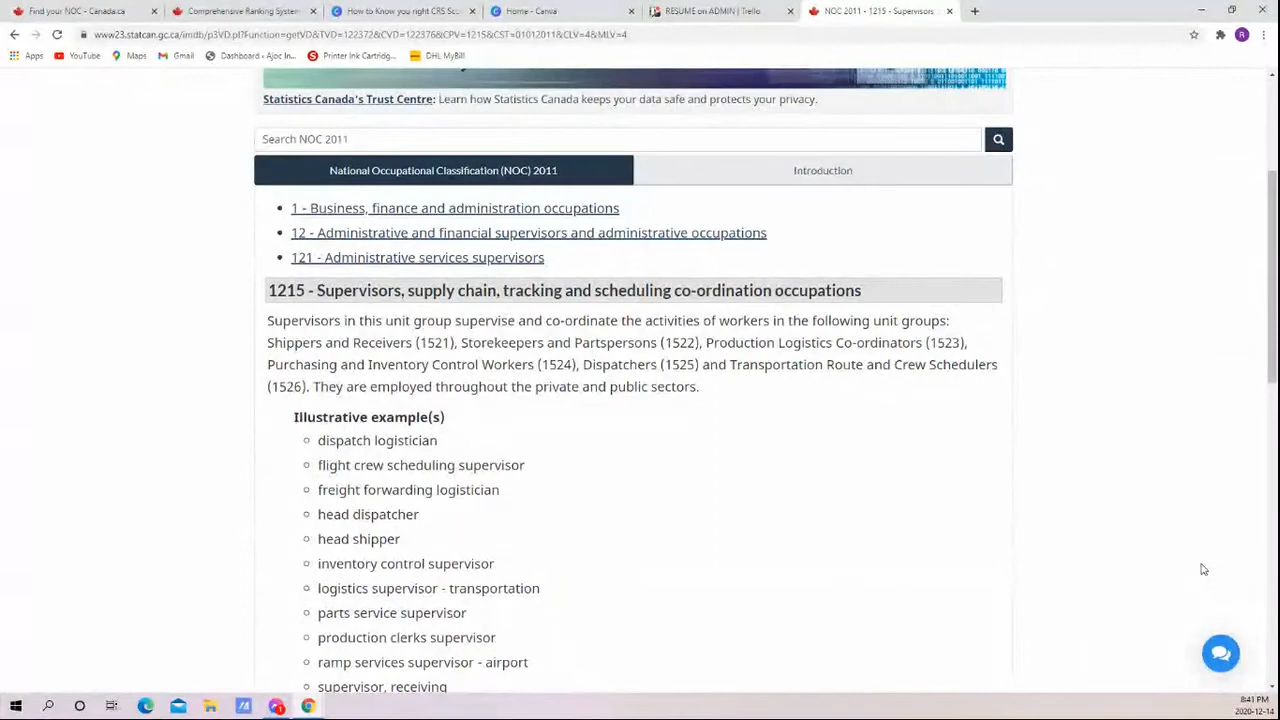 Find your NOC - Canada.ca
Comprehensive Ranking System
How to Know you right CRS Sc
Home - Canva
RESUME on ADMIN | Trello
NOC 2011 - 1215 - Supervisors,
www23.statcan.gc.ca/imdb/p3VD.pl?Function=getVD&TVD=122372&CVD=122376&CPV=1215&CST=01012011&CLV=4&MLV=4
R
Apps
YouTube
Maps
Gmail
Dashboard ‹ Ajoc In...
Printer Ink Cartridg...
DHL MyBill
Statistics Canada's Trust Centre: Learn how Statistics Canada keeps your data safe and protects your privacy.
Search NOC 2011
National Occupational Classification (NOC) 2011
Introduction
1 - Business, finance and administration occupations
12 - Administrative and financial supervisors and administrative occupations
121 - Administrative services supervisors
1215 - Supervisors, supply chain, tracking and scheduling co-ordination occupations
Supervisors in this unit group supervise and co-ordinate the activities of workers in the following unit groups:
Shippers and Receivers (1521), Storekeepers and Partspersons (1522), Production Logistics Co-ordinators (1523),
Purchasing and Inventory Control Workers (1524), Dispatchers (1525) and Transportation Route and Crew Schedulers
(1526). They are employed throughout the private and public sectors.
Illustrative example(s)
dispatch logistician
flight crew scheduling supervisor
freight forwarding logistician
head dispatcher
head shipper
inventory control supervisor
logistics supervisor - transportation
parts service supervisor
production clerks supervisor
ramp services supervisor - airport
supervisor, receiving
8:41 PM
2020-12-14